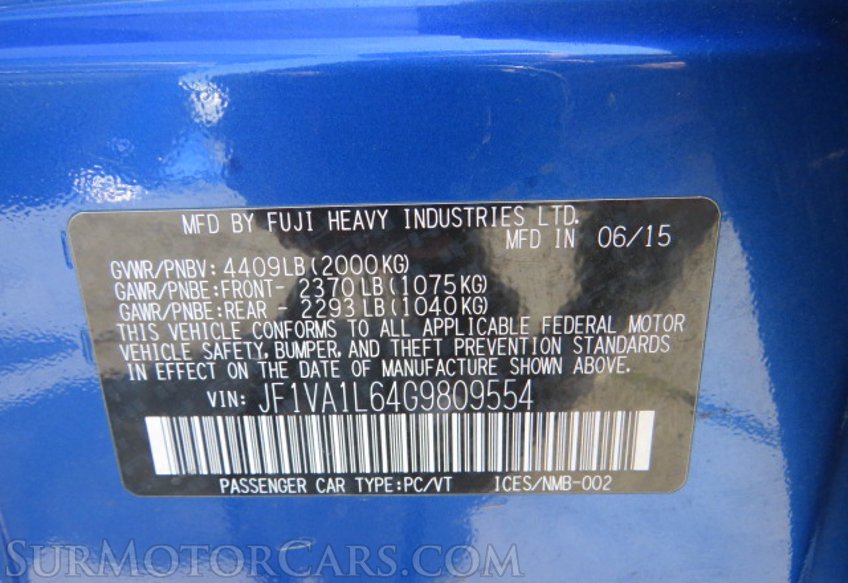 MFD BY FUJI HEAVY INDUSTRIES LTD.
MFD IN 06/15
GVWR/PNBV: 4409LB(2000KG)
GAWR/PNBE:FRONT- 2370LB(1075KG)
GAWR/PNBE:REAR - 2293LB(1040KG)
THIS VEHICLE CONFORMS TO ALL APPLICABLE FEDERAL MOTOR
VEHICLE SAFETY, BUMPER, AND THEFT PREVENTION STANDARDS
IN EFFECT ON THE DATE OF MANUFACTURE SHOWN ABOVE.
VIN: JF1VA1L64G9809554
PASSENGER CAR TYPE:PC/VT ICES/NMB-002
SURMOTORCARS.COM